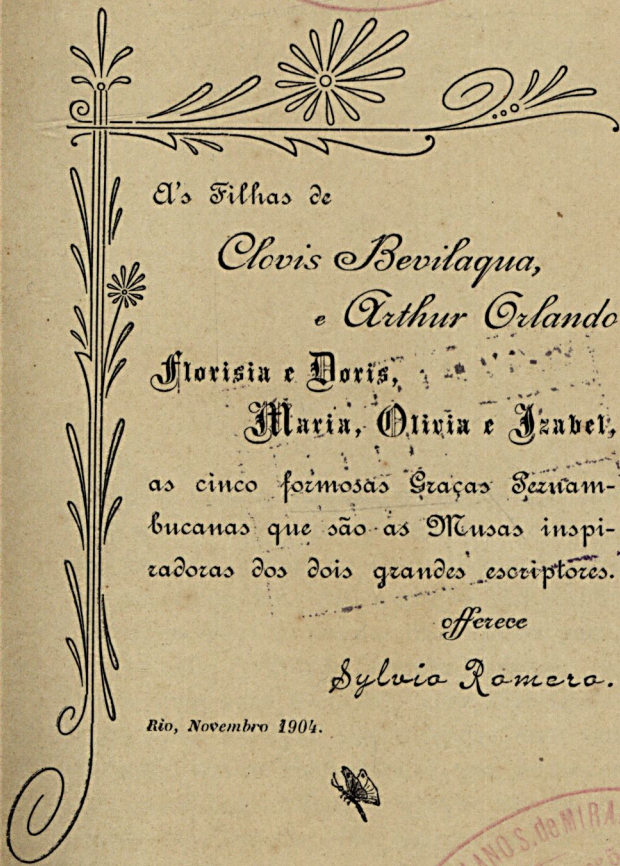 A's Filhas de
Clovis Bevilaqua,
e Arthur Orlando
Florisia e Doris,
Maria, Olivia e Izabel,
as cinco formosas Graças Pernam-
bucanas que são as Musas inspi-
radoras dos dois grandes escriptores.
offerece
Sylvio Romero.
Rio, Novembro 1904.